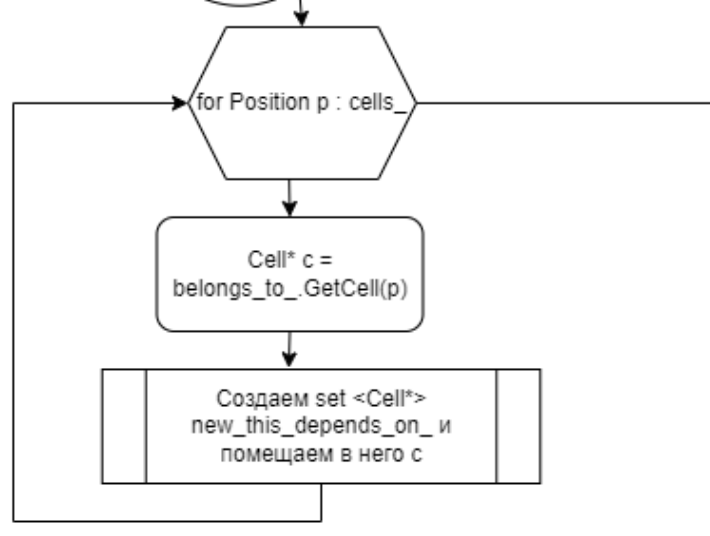 for Position p : cells_
Cell* c =
belongs_to_.GetCell(p)
Создаем set <Cell*>
new_this_depends_on_ и
помещаем в него c